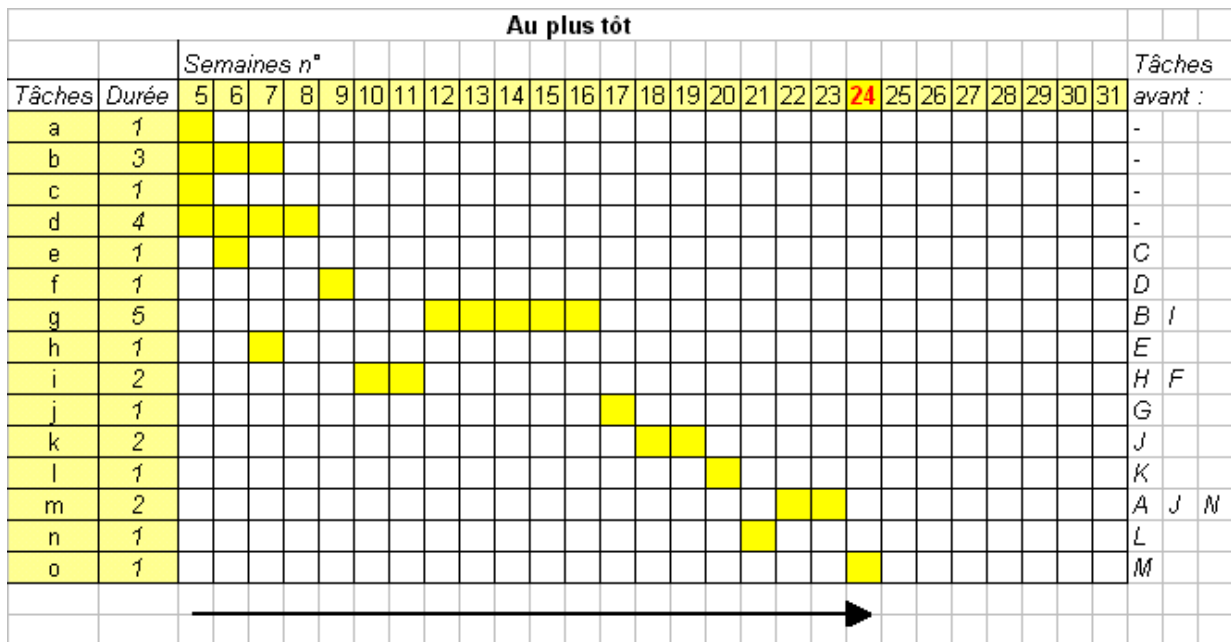 Au plus tôt
Semaines n° Tâches
Tâches Durée 5 6 7 8 9 10 11 12 13 14 15 16 17 18 19 20 21 22 23 24 25 26 27 28 29 30 31 avant :
a 1 -
b 3 -
c 1 -
d 4 -
e 1 C
f 1 D
g 5 B I
h 1 E
i 2 H F
j 1 G
k 2 J
l 1 K
m 2 A J N
n 1 L
o 1 M